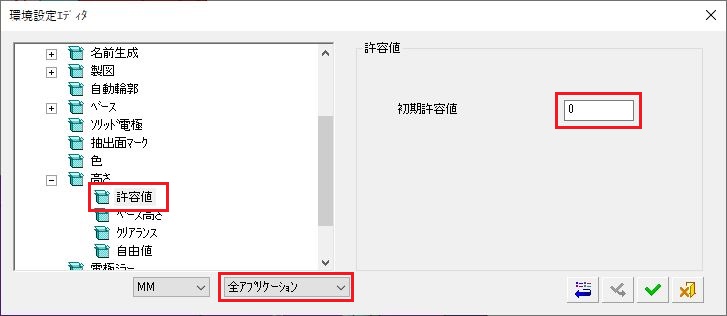 環境設定ｴﾃﾞｨﾀ
名前生成
製図
自動輪郭
ﾍﾞｰｽ
ｿﾘｯﾄﾞ電極
抽出面ﾏｰｸ
色
高さ
許容値
ﾍﾞｰｽ高さ
ｸﾘｱﾗﾝｽ
自由値
電極ﾐﾗｰ
MM
全ｱﾌﾟﾘｹｰｼｮﾝ
許容値
初期許容値
0